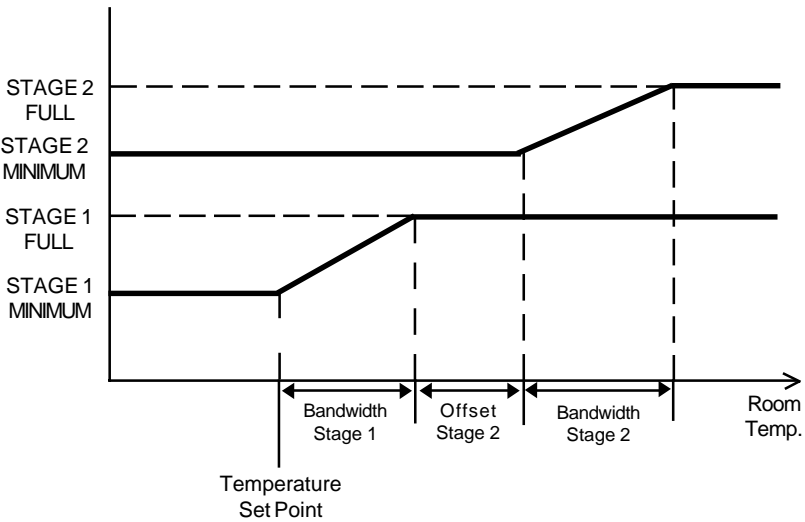 STAGE 2
FULL
STAGE 2
MINIMUM
STAGE 1
FULL
STAGE 1
MINIMUM
Bandwidth
Stage 1
Offset
Stage 2
Bandwidth
Stage 2
Room
Temp.
Temperature
Set Point